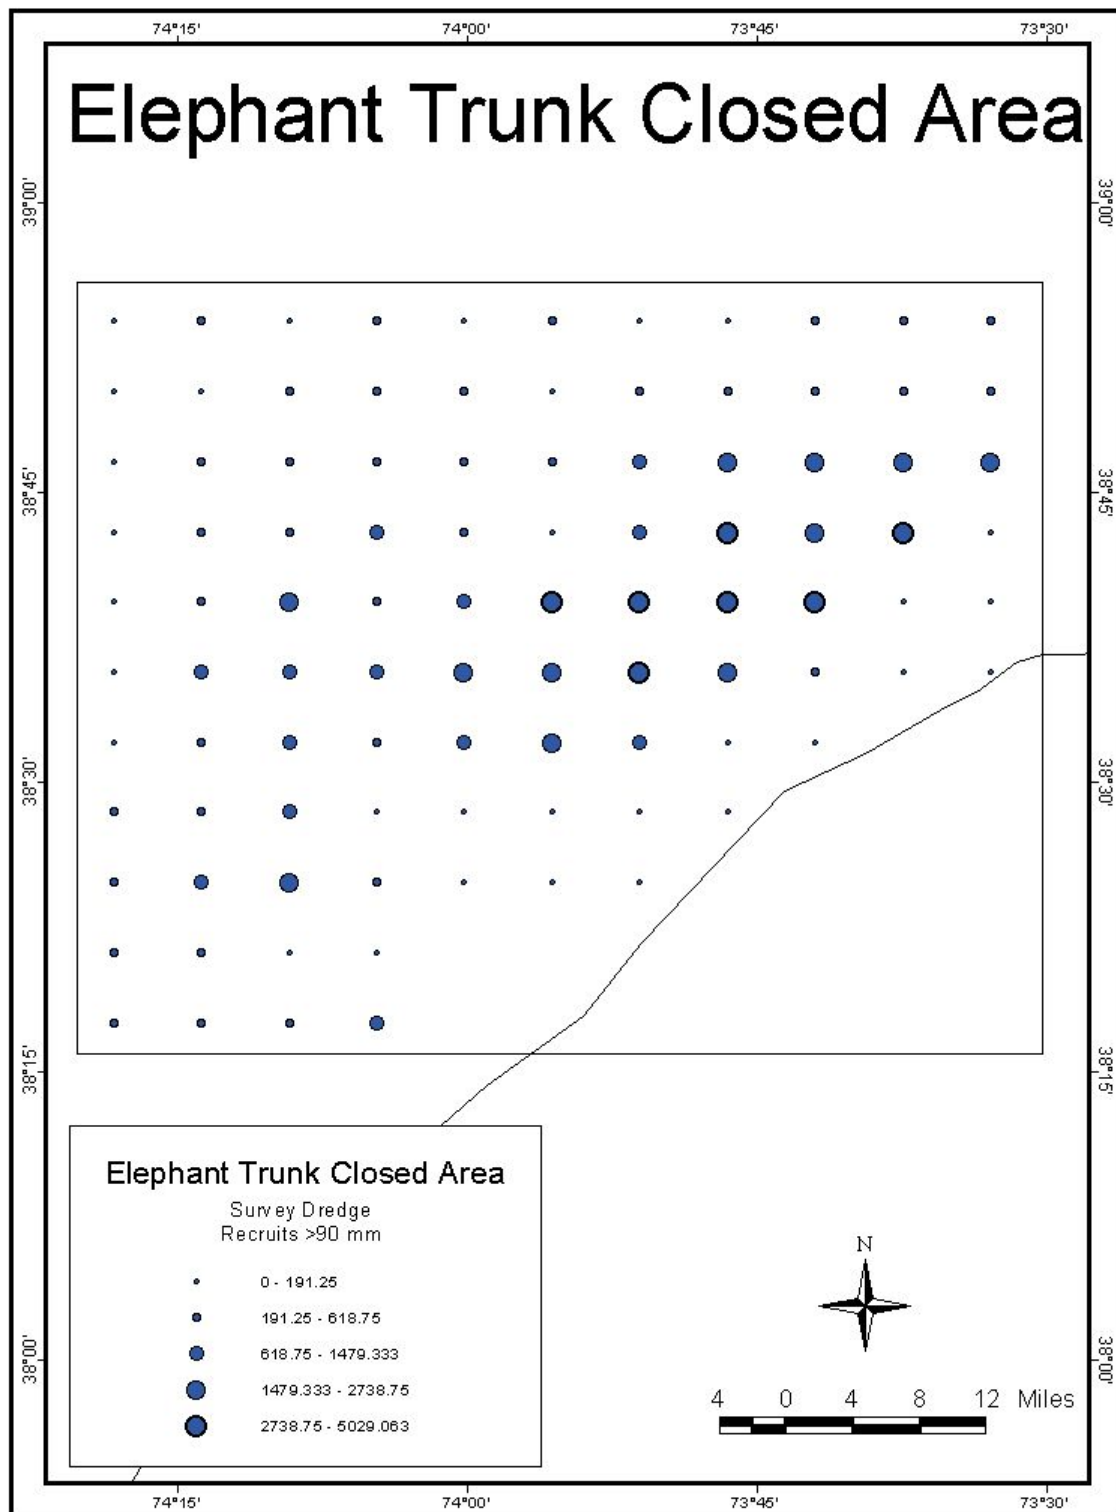 74°15' 74°00' 73°45' 73°30'
Elephant Trunk Closed Area
39°00' 39°00'
38°45' 38°45'
38°30' 38°30'
38°15' 38°15'
Elephant Trunk Closed Area
Survey Dredge
Recruits >90 mm
0 - 191.25
191.25 - 618.75
618.75 - 1479.333
1479.333 - 2738.75
2738.75 - 5029.063
N
38°00' 38°00'
4 0 4 8 12 Miles
74°15' 74°00' 73°45' 73°30'